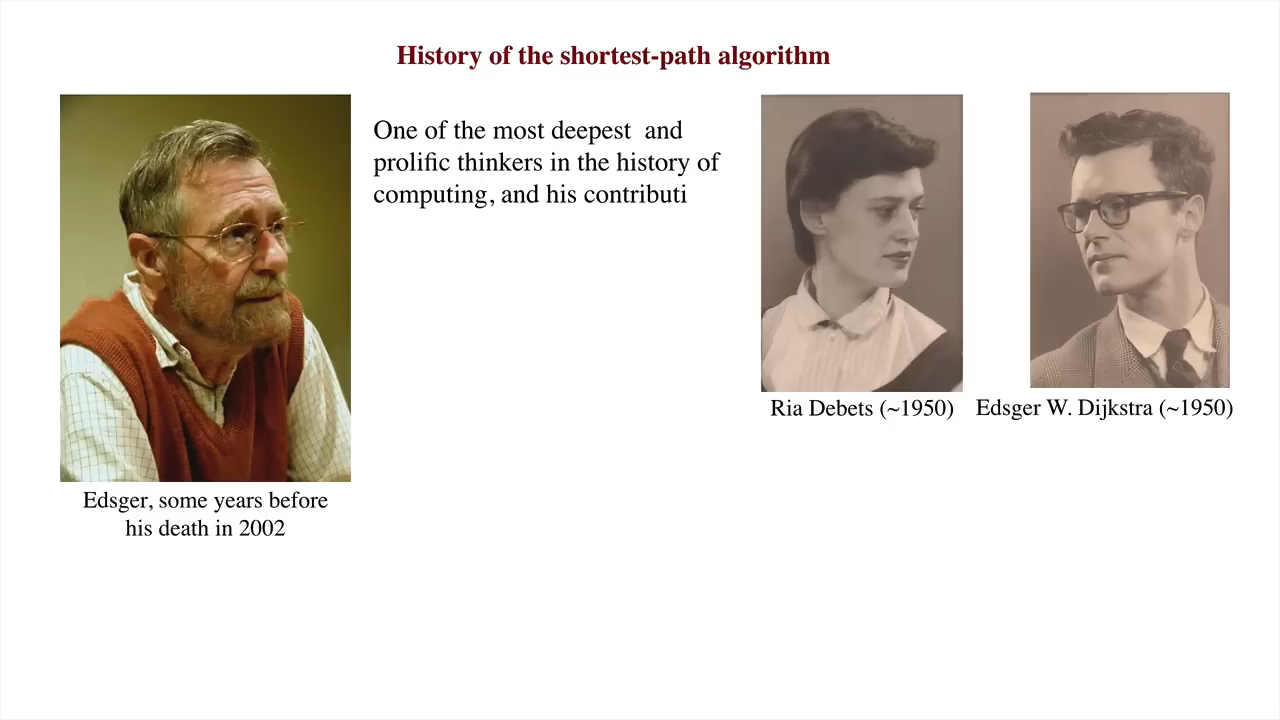 History of the shortest-path algorithm
One of the most deepest and
prolific thinkers in the history of
computing, and his contributi
Ria Debets (~1950)
Edsger W. Dijkstra (~1950)
Edsger, some years before
his death in 2002